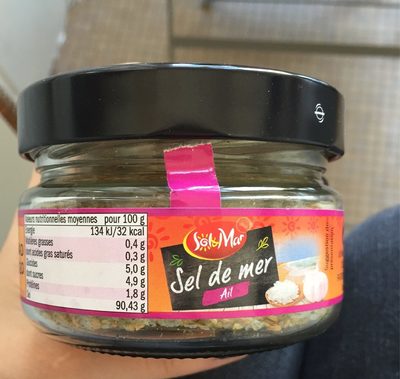 Valeurs nutritionnelles moyennes pour 100 g
Energie 134 kJ/32 kcal
Matières grasses 0,4 g
dont acides gras saturés 0,3 g
Glucides 5,0 g
dont sucres 4,9 g
Protéines 1,8 g
Sel 90,43 g
Sol&Mar
Sel de mer
Ail